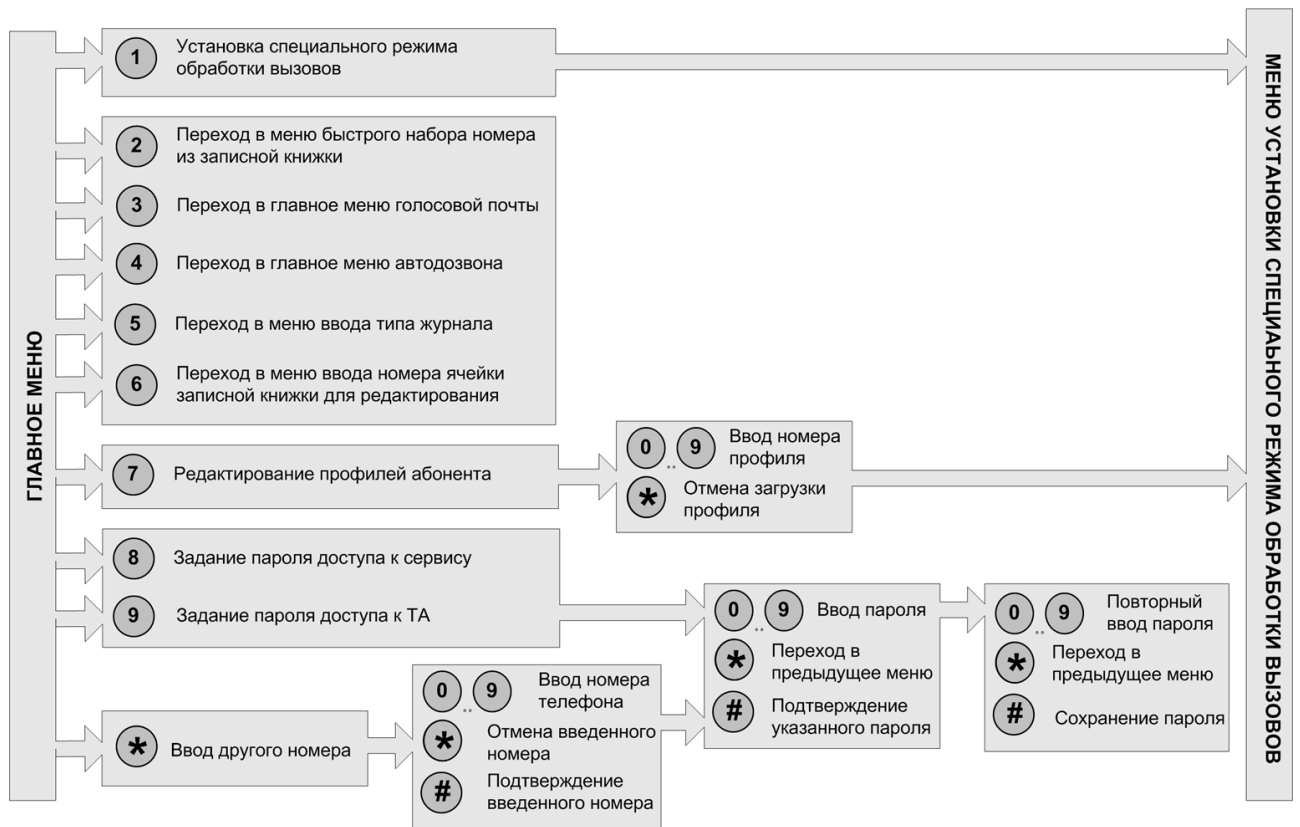 ГЛАВНОЕ МЕНЮ
1
Установка специального режима
обработки вызовов
2
Переход в меню быстрого набора номера
из записной книжки
3
Переход в главное меню голосовой почты
4
Переход в главное меню автодозвона
5
Переход в меню ввода типа журнала
6
Переход в меню ввода номера ячейки
записной книжки для редактирования
7
Редактирование профилей абонента
0 .. 9
Ввод номера
профиля
*
Отмена загрузки
профиля
8
Задание пароля доступа к сервису
9
Задание пароля доступа к ТА
*
Ввод другого номера
0 .. 9
Ввод номера
телефона
*
Отмена введенного
номера
#
Подтверждение
введенного номера
0 .. 9
Ввод пароля
*
Переход в
предыдущее меню
#
Подтверждение
указанного пароля
0 .. 9
Повторный
ввод пароля
*
Переход в
предыдущее меню
#
Сохранение пароля
МЕНЮ УСТАНОВКИ СПЕЦИАЬНОГО РЕЖИМА ОБРАБОТКИ ВЫЗОВОВ